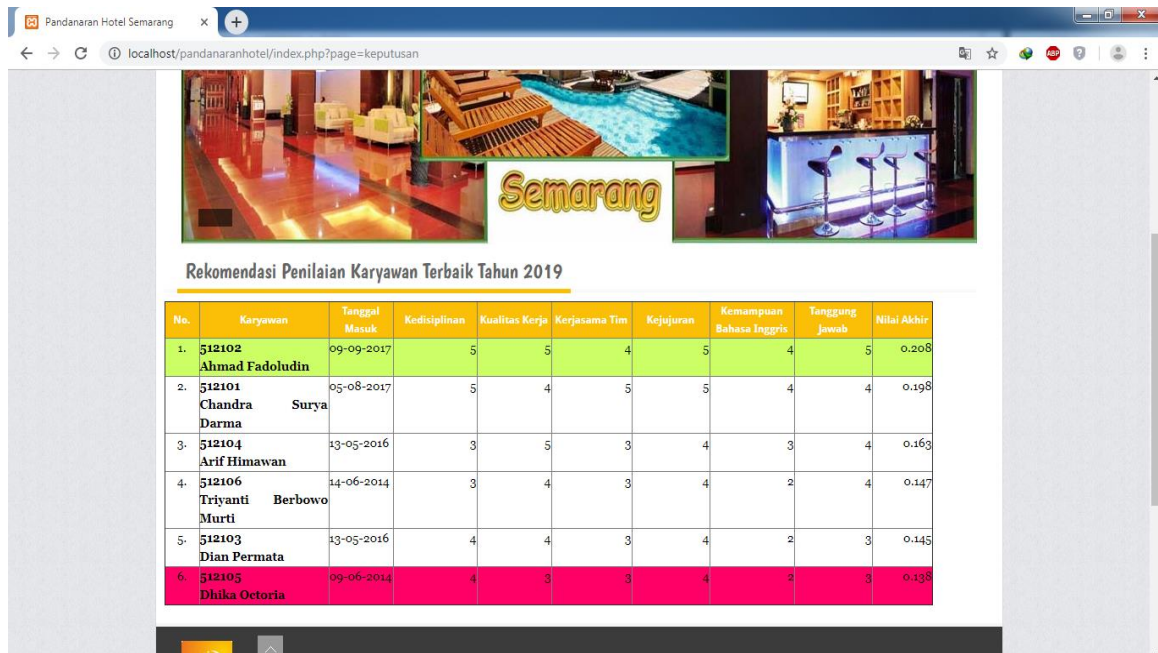 Pandanaran Hotel Semarang
localhost/pandanaranhotel/index.php?page=keputusan
ABP
Semarang
Rekomendasi Penilaian Karyawan Terbaik Tahun 2019
No. Karyawan Tanggal Masuk Kedisiplinan Kualitas Kerja Kerjasama Tim Kejujuran Kemampuan Bahasa Inggris Tanggung Jawab Nilai Akhir
1. 512102 09-09-2017 5 5 4 5 4 5 0.208
Ahmad Fadoludin
2. 512101 05-08-2017 5 4 5 5 4 4 0.198
Chandra Surya
Darma
3. 512104 13-05-2016 3 5 3 4 3 4 0.163
Arif Himawan
4. 512106 14-06-2014 3 4 3 4 2 4 0.147
Triyanti Berbowo
Murti
5. 512103 13-05-2016 4 4 3 4 2 3 0.145
Dian Permata
6. 512105 09-06-2014 4 3 3 4 2 3 0.138
Dhika Octoria